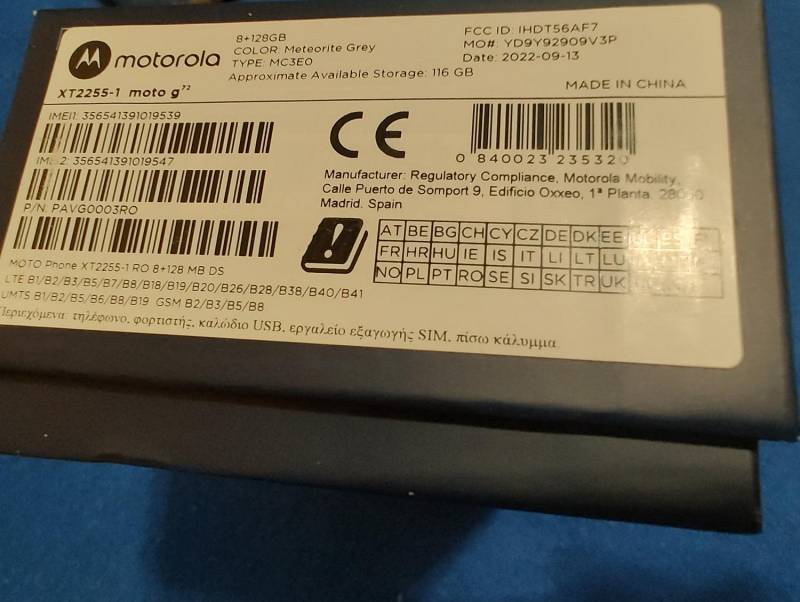 motorola
8+128GB
COLOR: Meteorite Grey
TYPE: MC3E0
Approximate Available Storage: 116 GB
FCC ID: IHDT56AF7
MO#: YD9Y92909V3P
Date: 2022-09-13
MADE IN CHINA
XT2255-1 moto g72
IMEI1: 356541391019539
2: 356541391019547
P/N: PAVG0003RO
0 840023 235320
CE
Manufacturer: Regulatory Compliance, Motorola Mobility,
Calle Puerto de Somport 9, Edificio Oxxeo, 1ª Planta,
Madrid. Spain
AT BE BG CH CY CZ DE DK EE
FR HR HU IE IS IT LI LT LU
NO PL PT RO SE SI SK TR UK
MOTO Phone XT2255-1 RO 8+128 MB DS
LTE B1/B2/B3/B5/B7/B8/B18/B19/B20/B26/B28/B38/B40/B41
UMTS B1/B2/B5/B6/B8/B19 GSM B2/B3/B5/B8
Περιεχόμενα: τηλέφωνο, φορτιστής, καλώδιο USB, εργαλείο εξαγωγής SIM, πίσω κάλυμμα